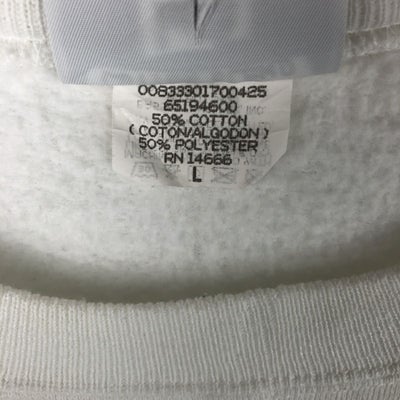 00833301700425
65194600
50% COTTON
(COTON/ALGODON)
50% POLYESTER
RN 14666
L